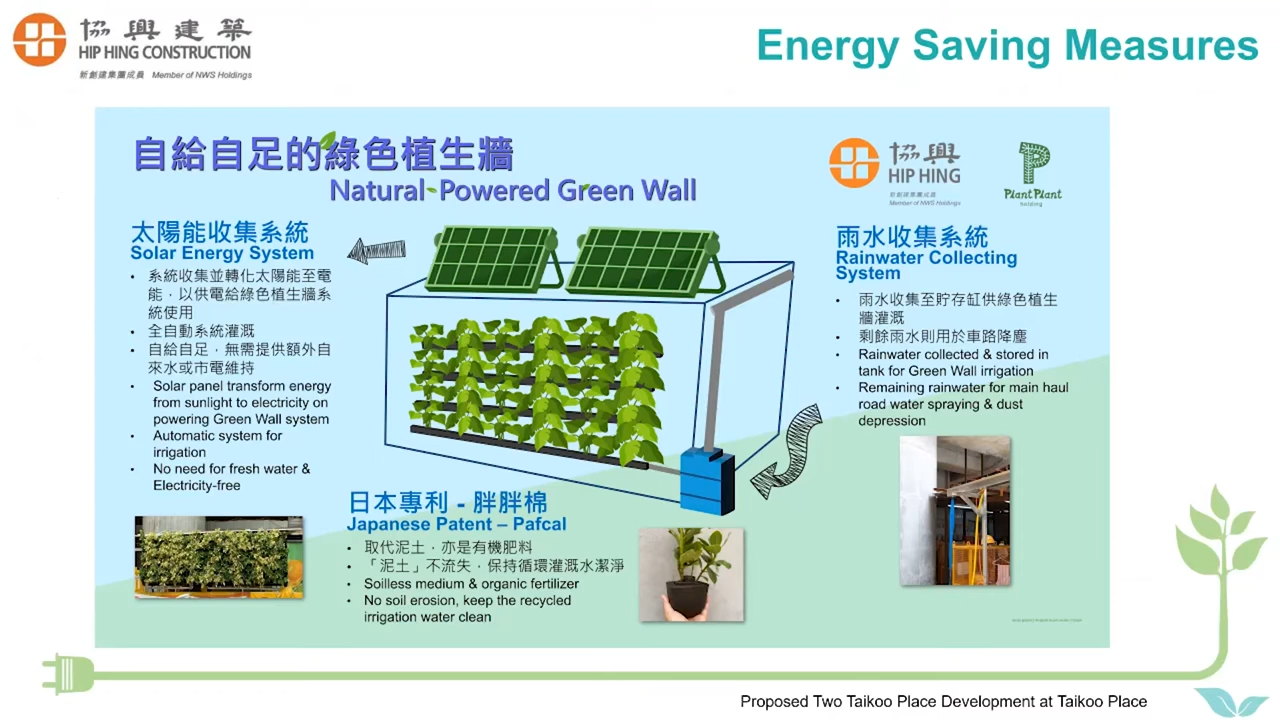 協興建築
HIP HING CONSTRUCTION
新創建集團成員 Member of NWS Holdings
Energy Saving Measures
自給自足的綠色植生牆
Natural-Powered Green Wall
協興
HIP HING
新創建集團成員
Member of NWS Holdings
PlantPlant
holding
太陽能收集系統
Solar Energy System
• 系統收集並轉化太陽能至電
能，以供電給綠色植生牆系
統使用
• 全自動系統灌溉
• 自給自足，無需提供額外自
來水或市電維持
• Solar panel transform energy
from sunlight to electricity on
powering Green Wall system
• Automatic system for
irrigation
• No need for fresh water &
Electricity-free
日本專利 - 胖胖棉
Japanese Patent – Pafcal
• 取代泥土，亦是有機肥料
• 「泥土」不流失，保持循環灌溉水潔淨
• Soilless medium & organic fertilizer
• No soil erosion, keep the recycled
irrigation water clean
雨水收集系統
Rainwater Collecting
System
• 雨水收集至貯存缸供綠色植生
牆灌溉
• 剩餘雨水則用於車路降塵
• Rainwater collected & stored in
tank for Green Wall irrigation
• Remaining rainwater for main haul
road water spraying & dust
depression
Proposed Two Taikoo Place Development at Taikoo Place